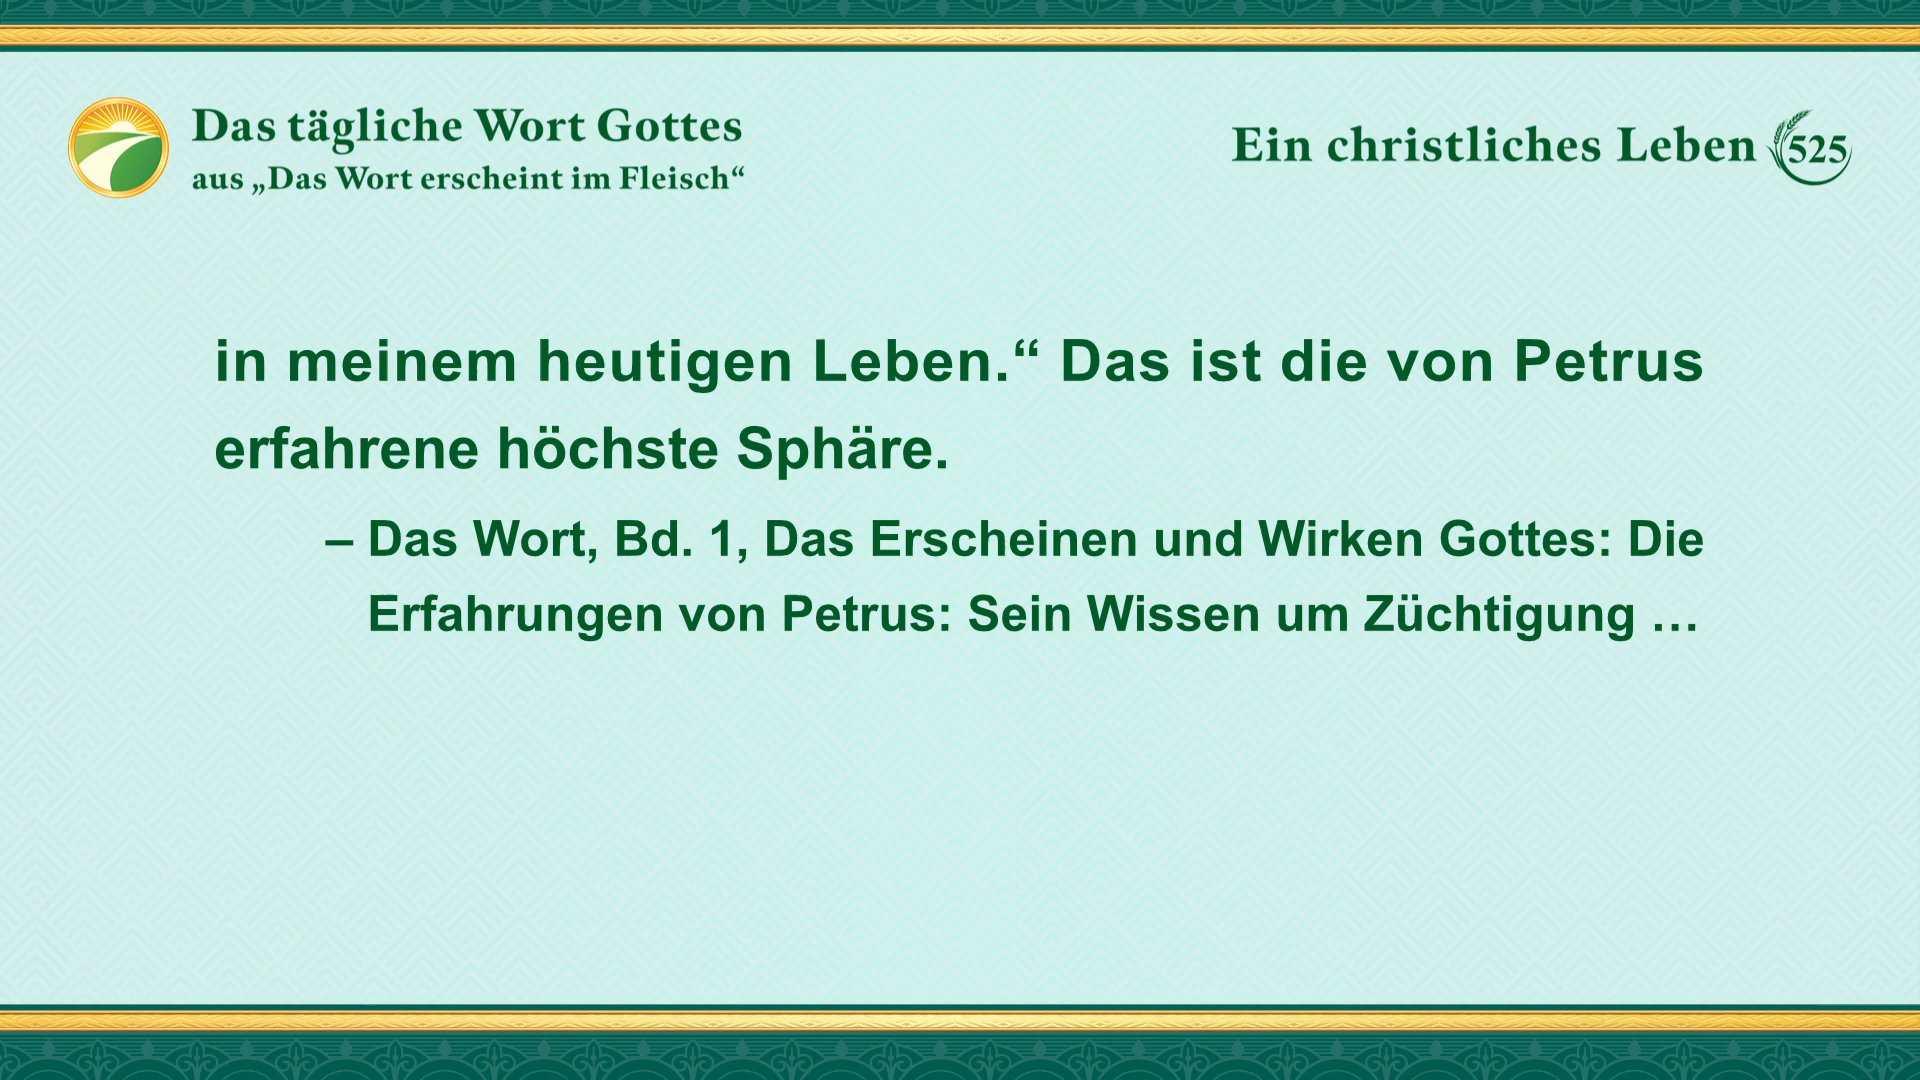 Das tägliche Wort Gottes
aus „Das Wort erscheint im Fleisch“
Ein christliches Leben 525
in meinem heutigen Leben.“ Das ist die von Petrus
erfahrene höchste Sphäre.
– Das Wort, Bd. 1, Das Erscheinen und Wirken Gottes: Die
Erfahrungen von Petrus: Sein Wissen um Züchtigung …